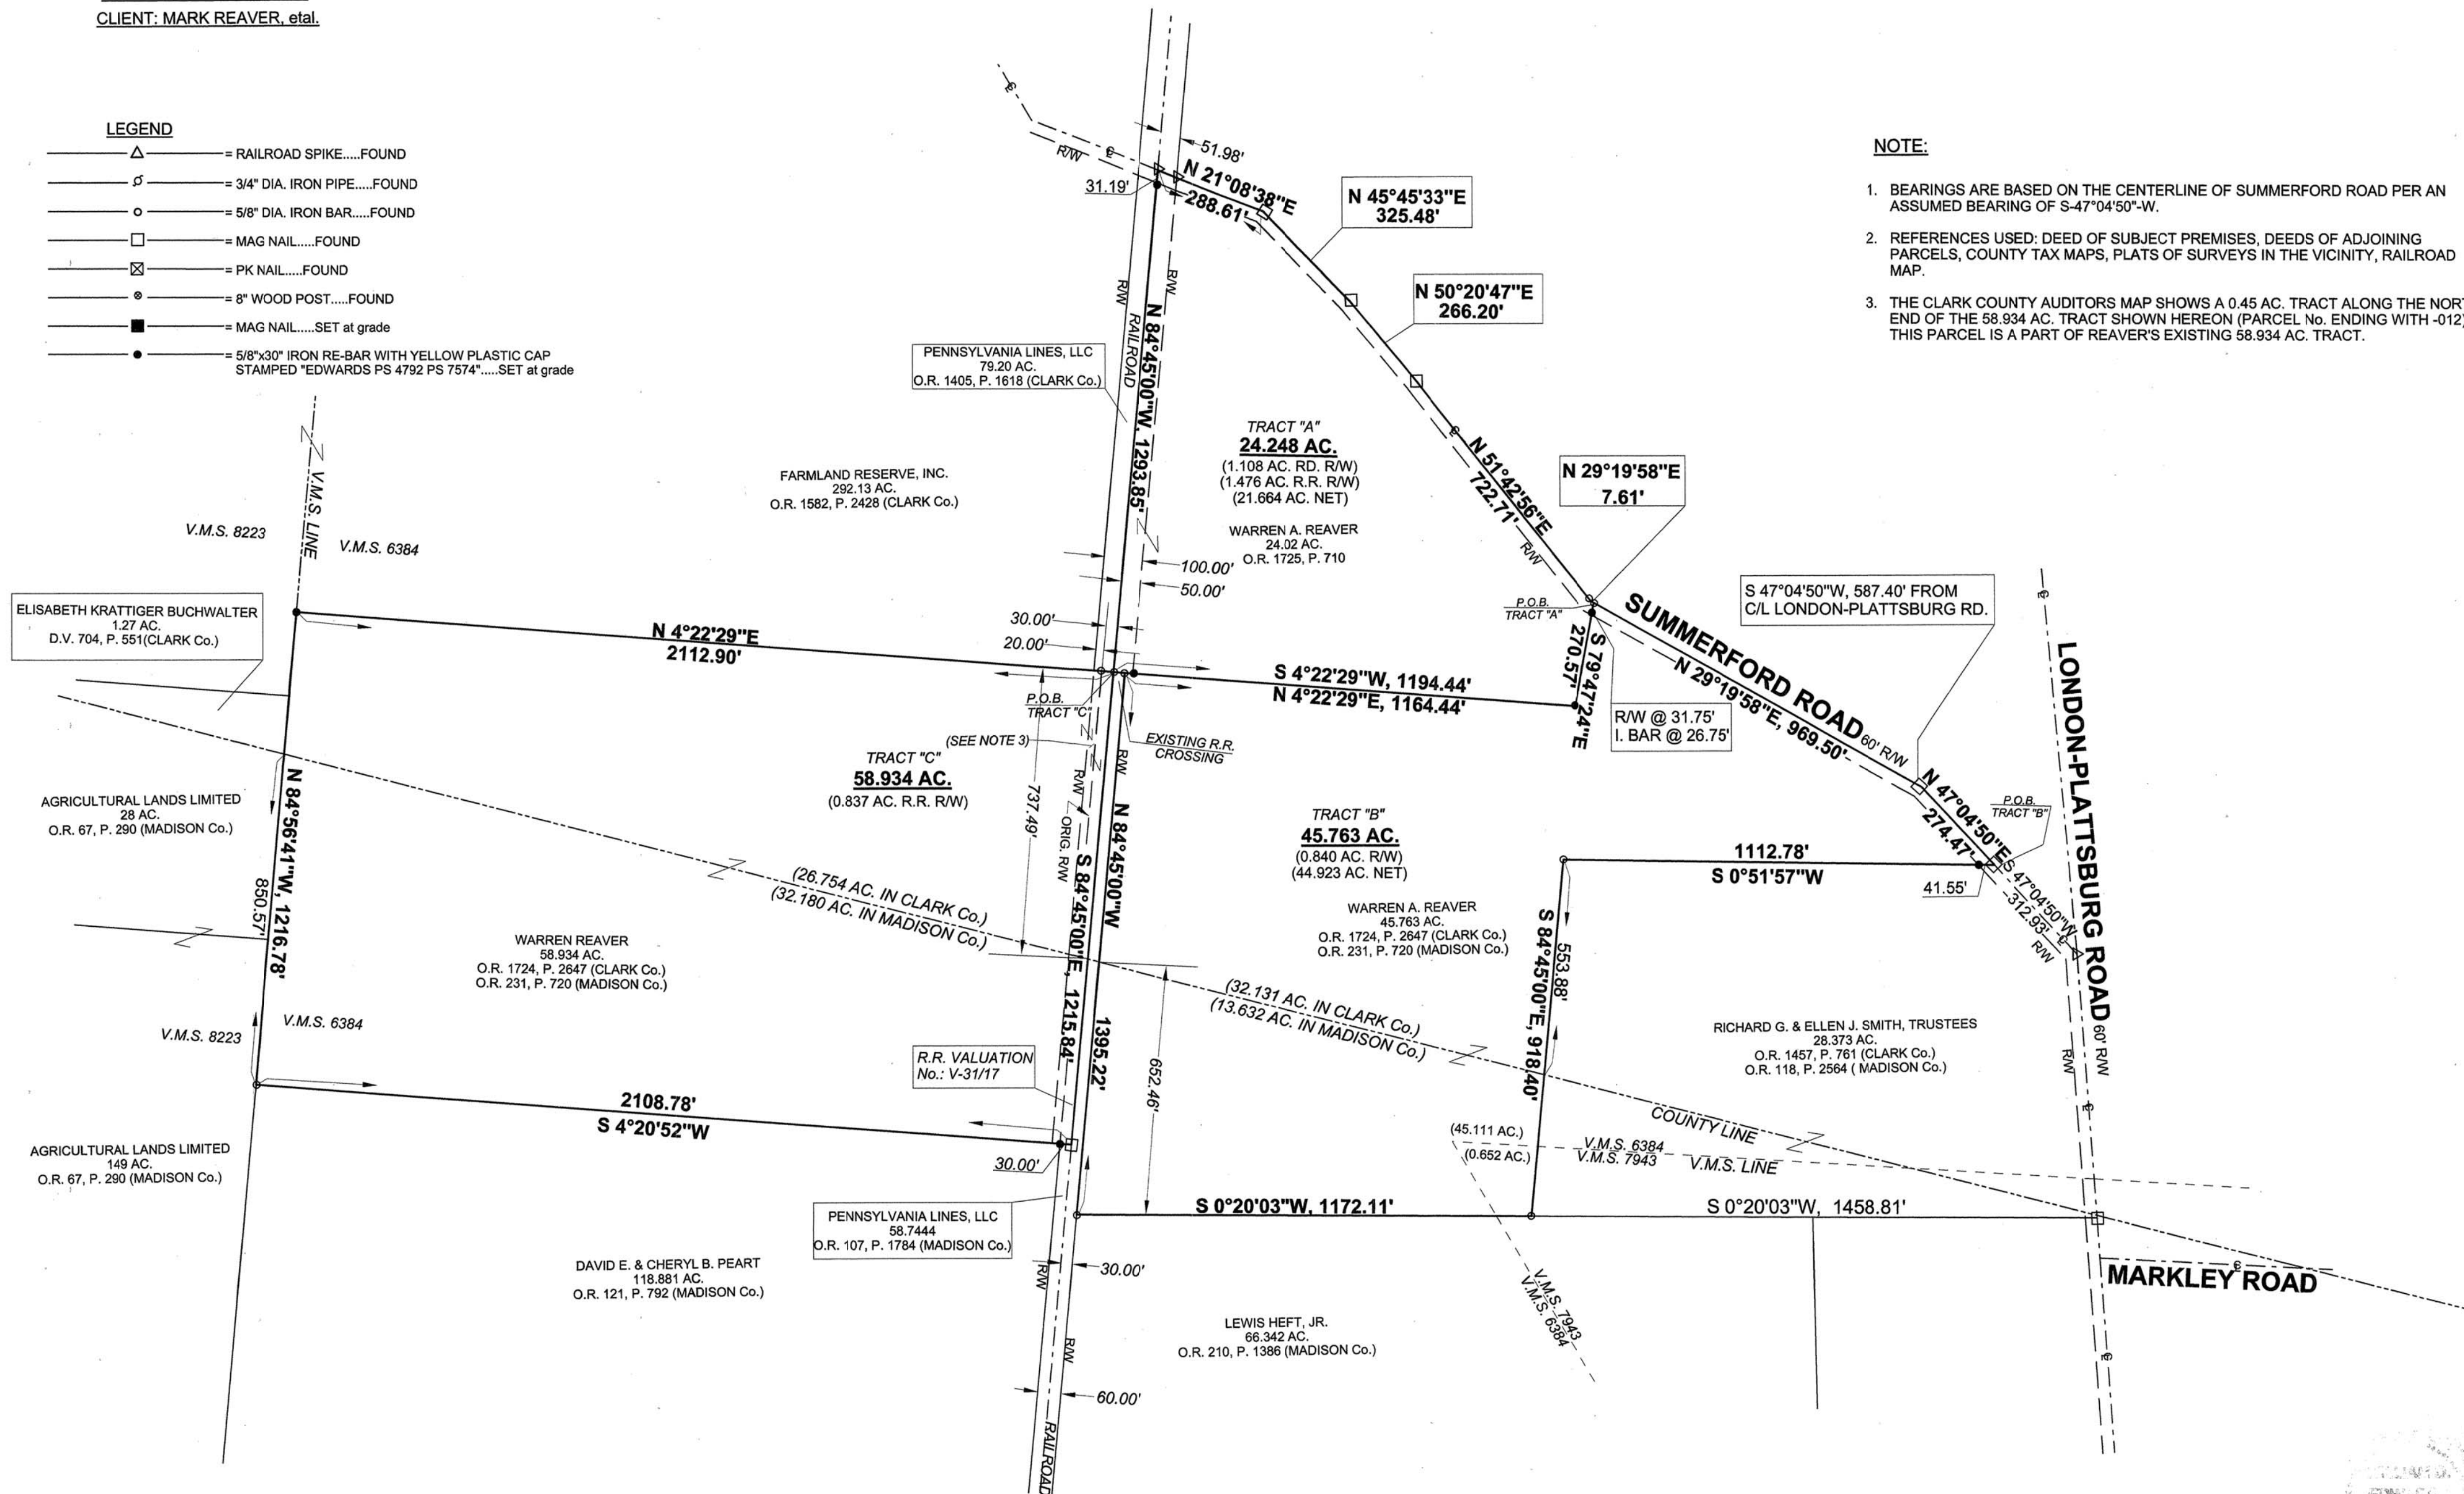 CLIENT: MARK REAVER, etal.
LEGEND
= RAILROAD SPIKE.....FOUND
= 3/4" DIA. IRON PIPE.....FOUND
= 5/8" DIA. IRON BAR.....FOUND
= MAG NAIL.....FOUND
= PK NAIL.....FOUND
= 8" WOOD POST.....FOUND
= MAG NAIL.....SET at grade
= 5/8"x30" IRON RE-BAR WITH YELLOW PLASTIC CAP
STAMPED "EDWARDS PS 4792 PS 7574".....SET at grade
NOTE:
1. BEARINGS ARE BASED ON THE CENTERLINE OF SUMMERFORD ROAD PER AN
ASSUMED BEARING OF S-47°04'50"-W.
2. REFERENCES USED: DEED OF SUBJECT PREMISES, DEEDS OF ADJOINING
PARCELS, COUNTY TAX MAPS, PLATS OF SURVEYS IN THE VICINITY, RAILROAD
MAP.
3. THE CLARK COUNTY AUDITORS MAP SHOWS A 0.45 AC. TRACT ALONG THE NOR
END OF THE 58.934 AC. TRACT SHOWN HEREON (PARCEL No. ENDING WITH -012)
THIS PARCEL IS A PART OF REAVER'S EXISTING 58.934 AC. TRACT.
R/W
51.98'
31.19'
N 21°08'38"E
288.61'
N 45°45'33"E
325.48'
N 50°20'47"E
266.20'
R/W
R/W
RAILROAD
N 84°45'00"W, 1293.85'
PENNSYLVANIA LINES, LLC
79.20 AC.
O.R. 1405, P. 1618 (CLARK Co.)
TRACT "A"
24.248 AC.
(1.108 AC. RD. R/W)
(1.476 AC. R.R. R/W)
(21.664 AC. NET)
WARREN A. REAVER
24.02 AC.
O.R. 1725, P. 710
N 51°42'56"E
722.71'
R/W
N 29°19'58"E
7.61'
FARMLAND RESERVE, INC.
292.13 AC.
O.R. 1582, P. 2428 (CLARK Co.)
V.M.S. LINE
V.M.S. 8223
V.M.S. 6384
100.00'
50.00'
30.00'
20.00'
ELISABETH KRATTIGER BUCHWALTER
1.27 AC.
D.V. 704, P. 551(CLARK Co.)
N 4°22'29"E
2112.90'
S 4°22'29"W, 1194.44'
N 4°22'29"E, 1164.44'
P.O.B.
TRACT "A"
S 79°47'24"E
270.57'
S 47°04'50"W, 587.40' FROM
C/L LONDON-PLATTSBURG RD.
SUMMERFORD ROAD
60' R/W
N 29°19'58"E, 969.50'
R/W @ 31.75'
I. BAR @ 26.75'
P.O.B.
TRACT "C"
(SEE NOTE 3)
EXISTING R.R.
CROSSING
TRACT "C"
58.934 AC.
(0.837 AC. R.R. R/W)
737.49'
R/W
ORIG. R/W
R/W
N 84°45'00"W
1395.22'
S 84°45'00"E, 1215.84'
TRACT "B"
45.763 AC.
(0.840 AC. R/W)
(44.923 AC. NET)
WARREN A. REAVER
45.763 AC.
O.R. 1724, P. 2647 (CLARK Co.)
O.R. 231, P. 720 (MADISON Co.)
N 47°04'50"E
274.47'
P.O.B.
TRACT "B"
S 47°04'50"W
312.93'
R/W
41.55'
1112.78'
S 0°51'57"W
LONDON-PLATTSBURG ROAD
60' R/W
R/W
AGRICULTURAL LANDS LIMITED
28 AC.
O.R. 67, P. 290 (MADISON Co.)
N 84°56'41"W, 1216.78'
850.57'
(26.754 AC. IN CLARK Co.)
(32.180 AC. IN MADISON Co.)
WARREN REAVER
58.934 AC.
O.R. 1724, P. 2647 (CLARK Co.)
O.R. 231, P. 720 (MADISON Co.)
V.M.S. 8223
V.M.S. 6384
S 84°45'00"E, 918.40'
553.88'
(32.131 AC. IN CLARK Co.)
(13.632 AC. IN MADISON Co.)
652.46'
RICHARD G. & ELLEN J. SMITH, TRUSTEES
28.373 AC.
O.R. 1457, P. 761 (CLARK Co.)
O.R. 118, P. 2564 ( MADISON Co.)
R.R. VALUATION
No.: V-31/17
2108.78'
S 4°20'52"W
30.00'
COUNTY LINE
(45.111 AC.)
(0.652 AC.)
V.M.S. 6384
V.M.S. 7943
V.M.S. LINE
AGRICULTURAL LANDS LIMITED
149 AC.
O.R. 67, P. 290 (MADISON Co.)
PENNSYLVANIA LINES, LLC
58.7444
O.R. 107, P. 1784 (MADISON Co.)
S 0°20'03"W, 1172.11'
S 0°20'03"W, 1458.81'
DAVID E. & CHERYL B. PEART
118.881 AC.
O.R. 121, P. 792 (MADISON Co.)
R/W
30.00'
R/W
60.00'
RAILROAD
LEWIS HEFT, JR.
66.342 AC.
O.R. 210, P. 1386 (MADISON Co.)
V.M.S. 7943
V.M.S. 6384
MARKLEY ROAD